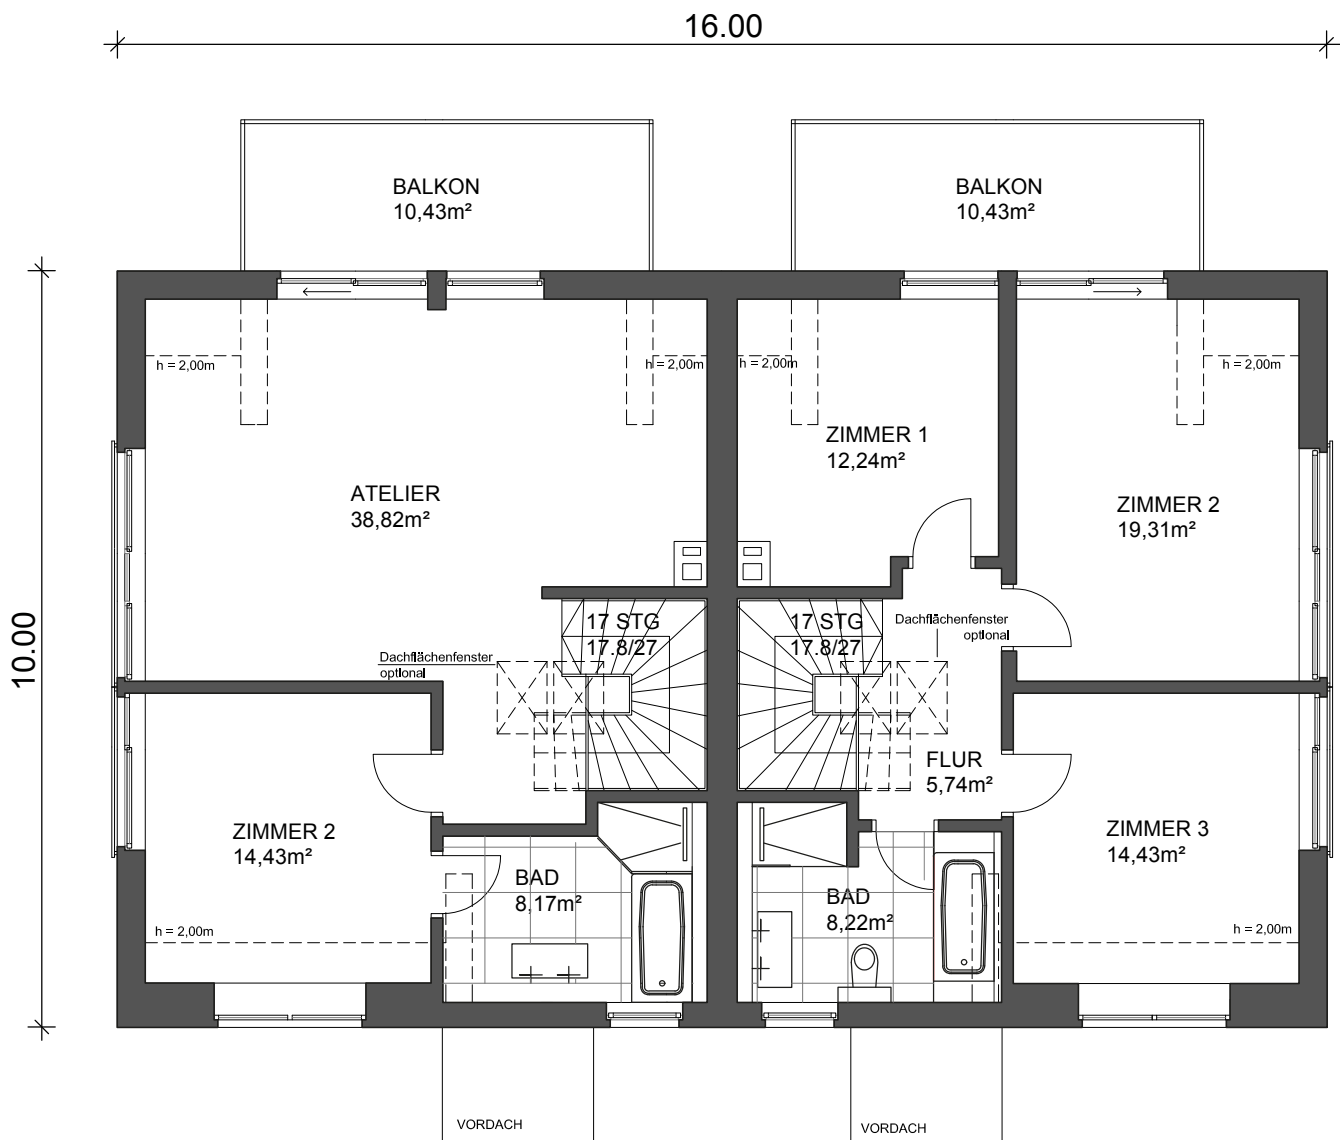 16.00
BALKON
10,43m²
BALKON
10,43m²
h = 2,00m
h = 2,00m
h = 2,00m
h = 2,00m
ZIMMER 1
12,24m²
ATELIER
38,82m²
ZIMMER 2
19,31m²
10.00
17 STG
17.8/27
17 STG
17.8/27
Dachflächenfenster
optional
Dachflächenfenster
optional
FLUR
5,74m²
ZIMMER 2
14,43m²
BAD
8,17m²
BAD
8,22m²
ZIMMER 3
14,43m²
h = 2,00m
h = 2,00m
VORDACH
VORDACH